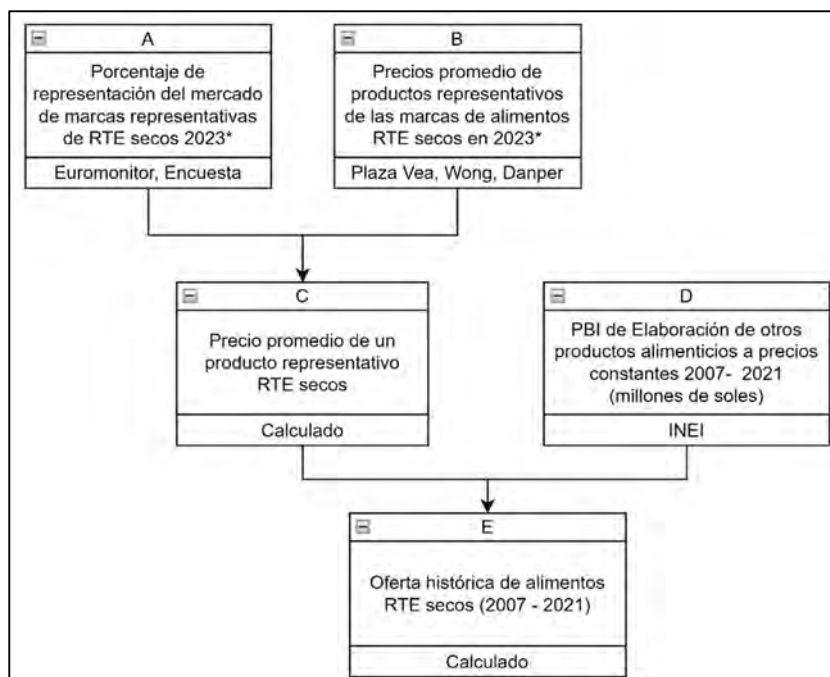 A
Porcentaje de
representación del mercado
de marcas representativas
de RTE secos 2023*
Euromonitor, Encuesta
B
Precios promedio de
productos representativos
de las marcas de alimentos
RTE secos en 2023*
Plaza Vea, Wong, Danper
C
Precio promedio de un
producto representativo
RTE secos
Calculado
D
PBI de Elaboración de otros
productos alimenticios a precios
constantes 2007- 2021
(millones de soles)
INEI
E
Oferta histórica de alimentos
RTE secos (2007 - 2021)
Calculado